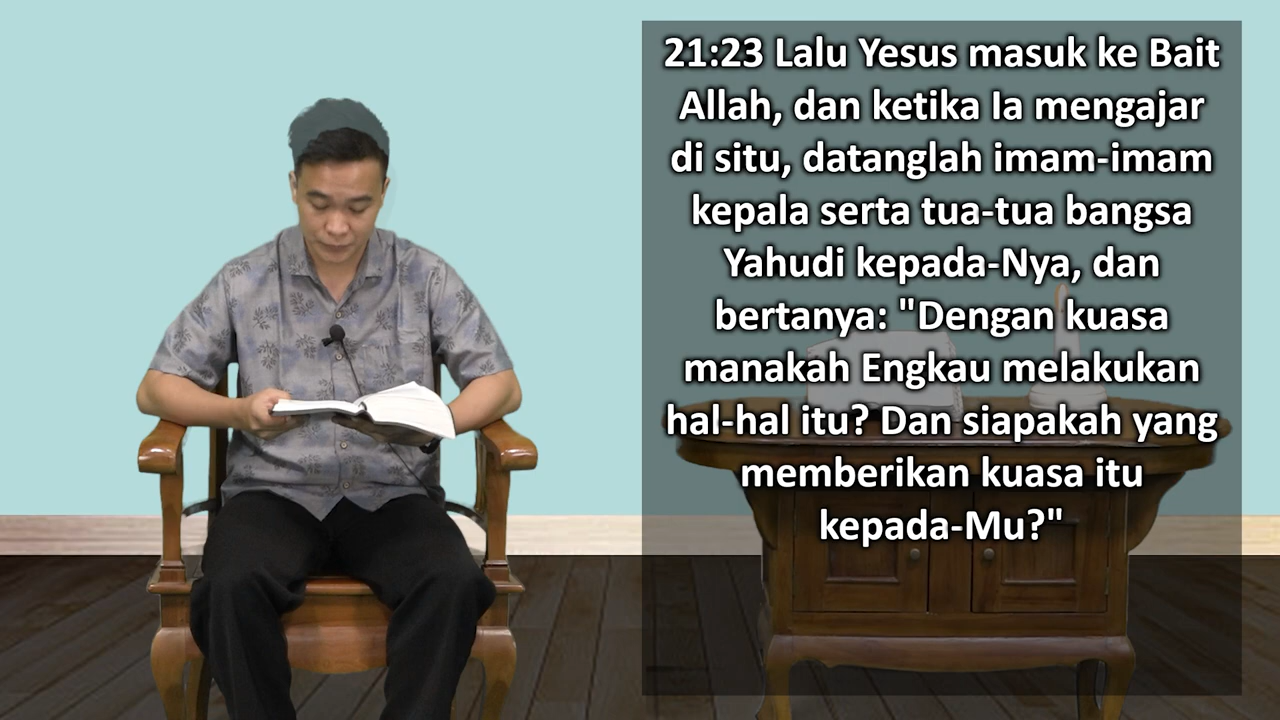 21:23 Lalu Yesus masuk ke Bait
Allah, dan ketika Ia mengajar
di situ, datanglah imam-imam
kepala serta tua-tua bangsa
Yahudi kepada-Nya, dan
bertanya: "Dengan kuasa
manakah Engkau melakukan
hal-hal itu? Dan siapakah yang
memberikan kuasa itu
kepada-Mu?"